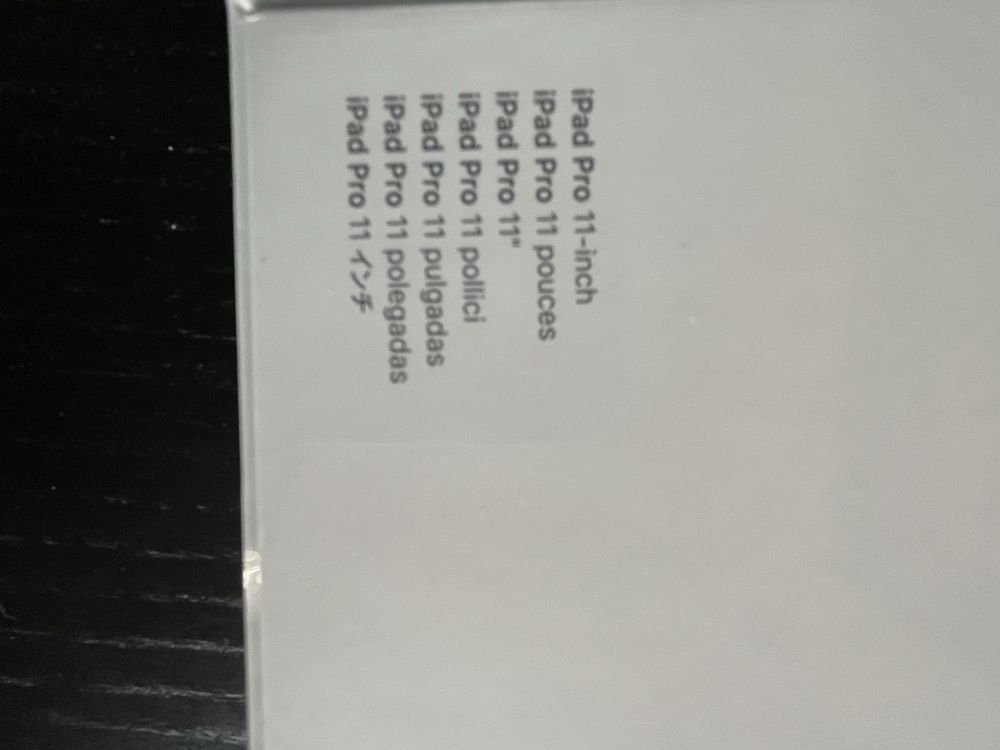 iPad Pro 11-inch
iPad Pro 11 pouces
iPad Pro 11"
iPad Pro 11 pollici
iPad Pro 11 pulgadas
iPad Pro 11 polegadas
iPad Pro 11 インチ